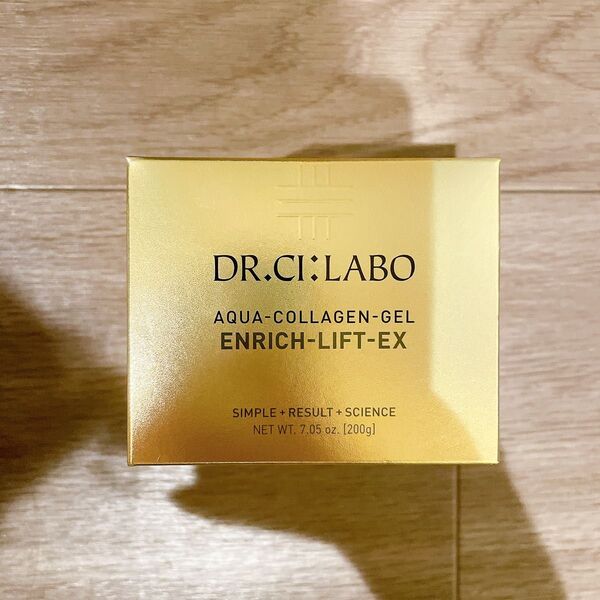 DR.CI:LABO
AQUA-COLLAGEN-GEL
ENRICH-LIFT-EX
SIMPLE+RESULT+SCIENCE
NET WT. 7.05 oz. [200g]